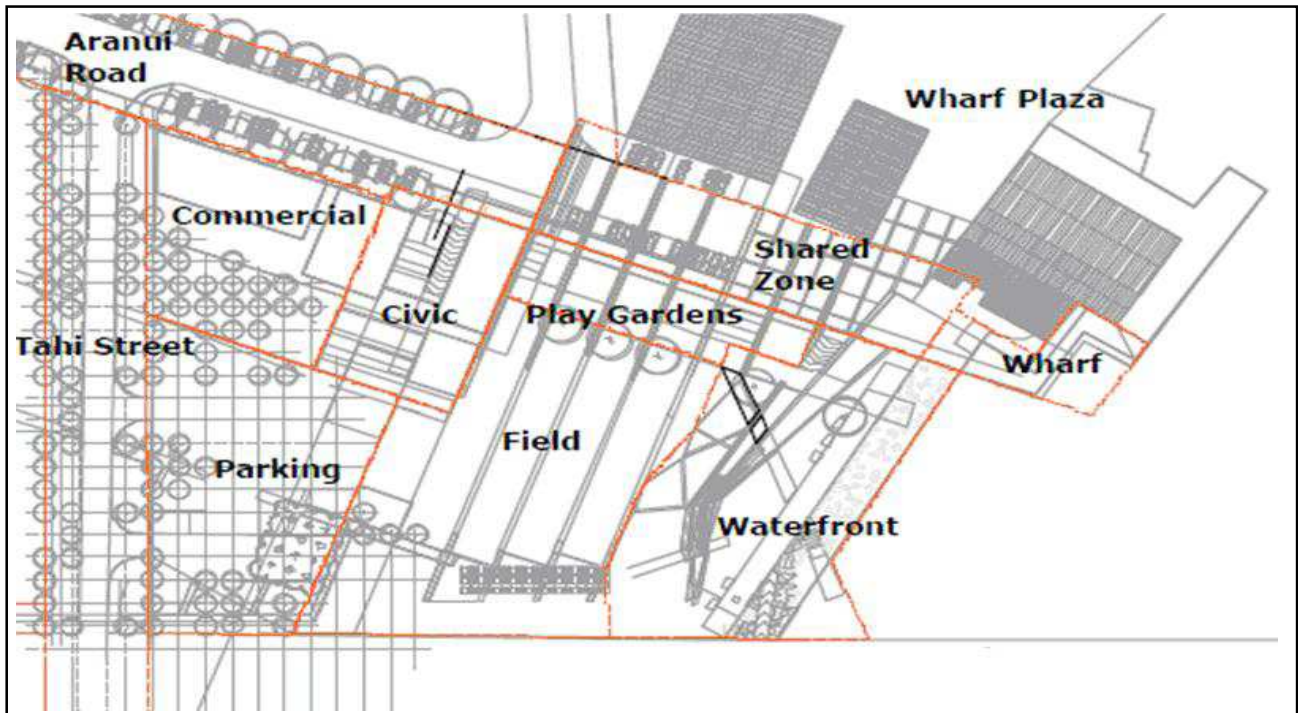 Aranui
Road
Wharf Plaza
Commercial
Shared
Zone
Civic
Play Gardens
Tahi Street
Wharf
Field
Parking
Waterfront